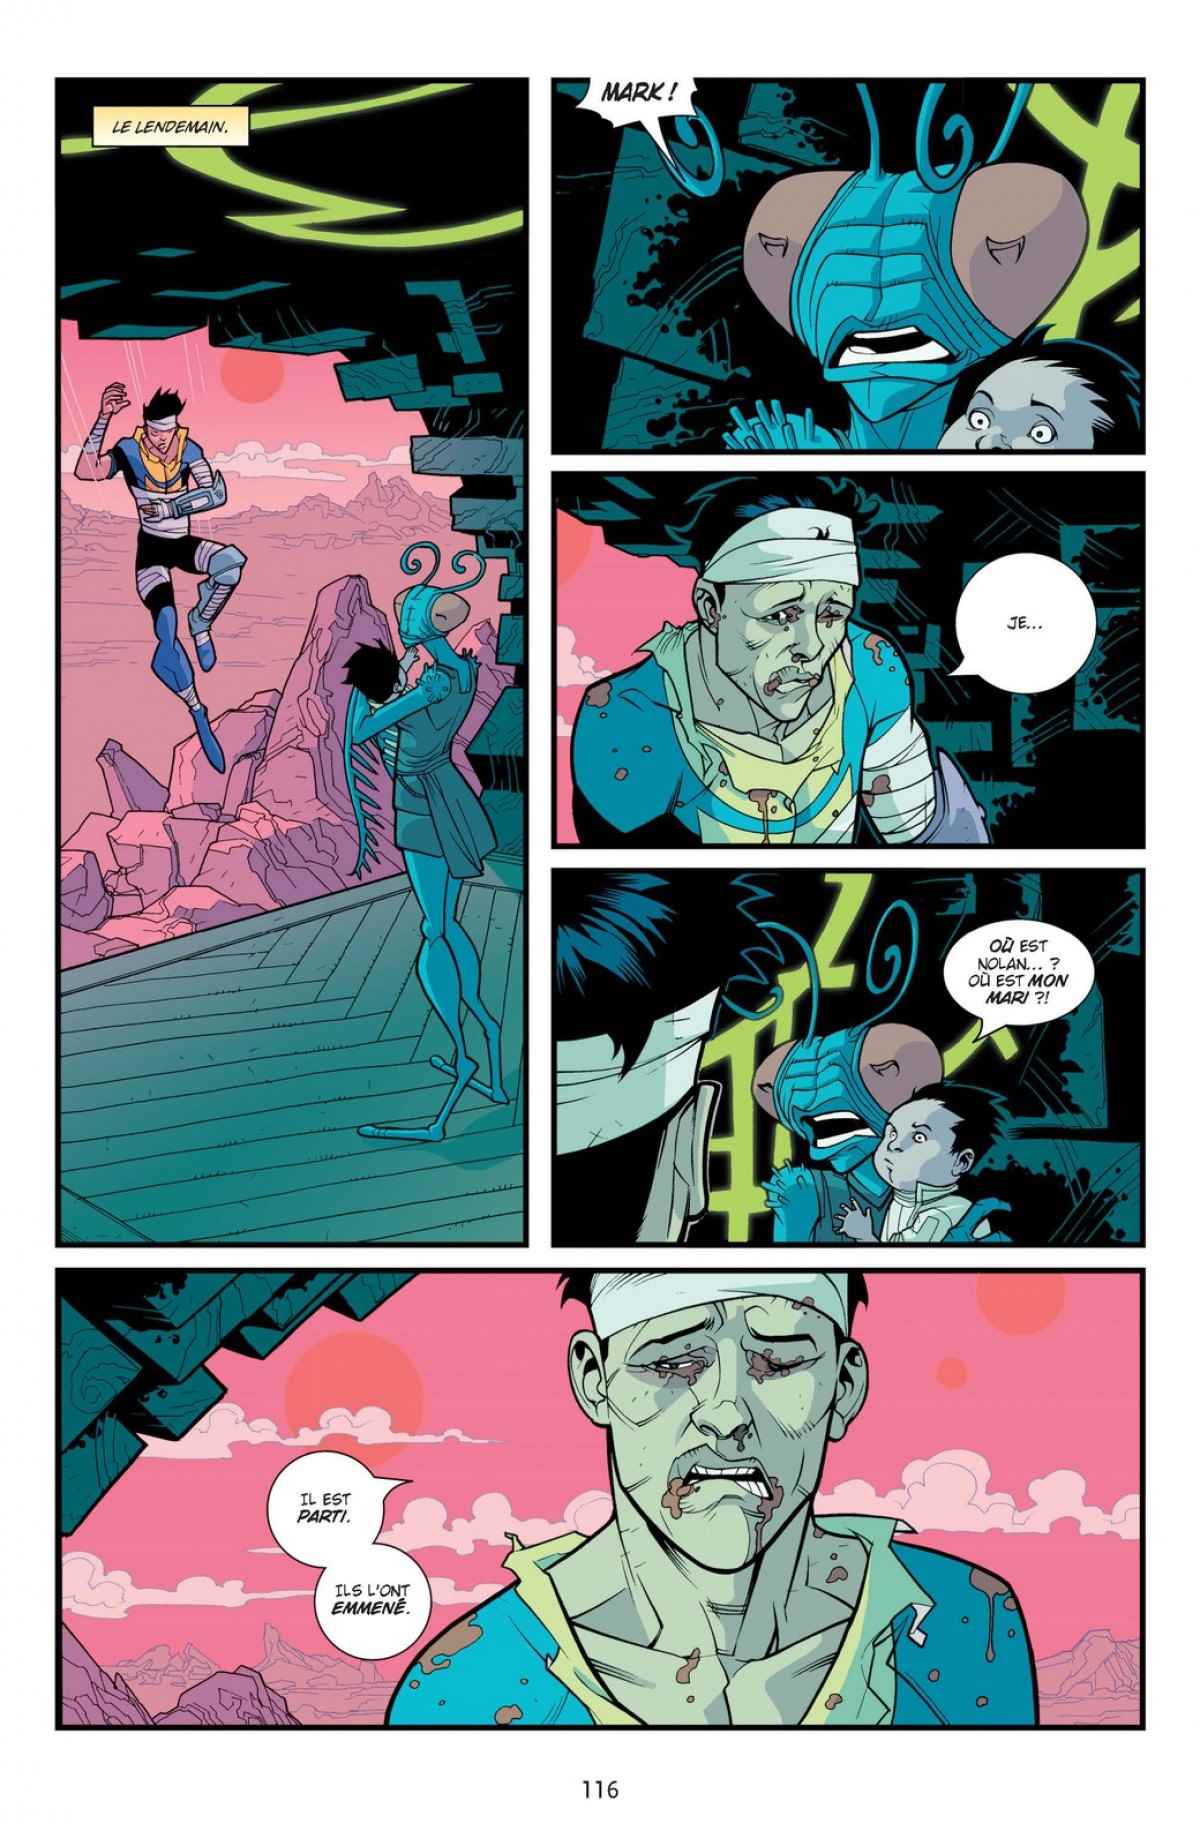 LE LENDEMAIN.
MARK !
JE...
OÙ EST
NOLAN... ?
OÙ EST MON
MARI ?!
IL EST
PARTI.
ILS L'ONT
EMMENÉ.
116